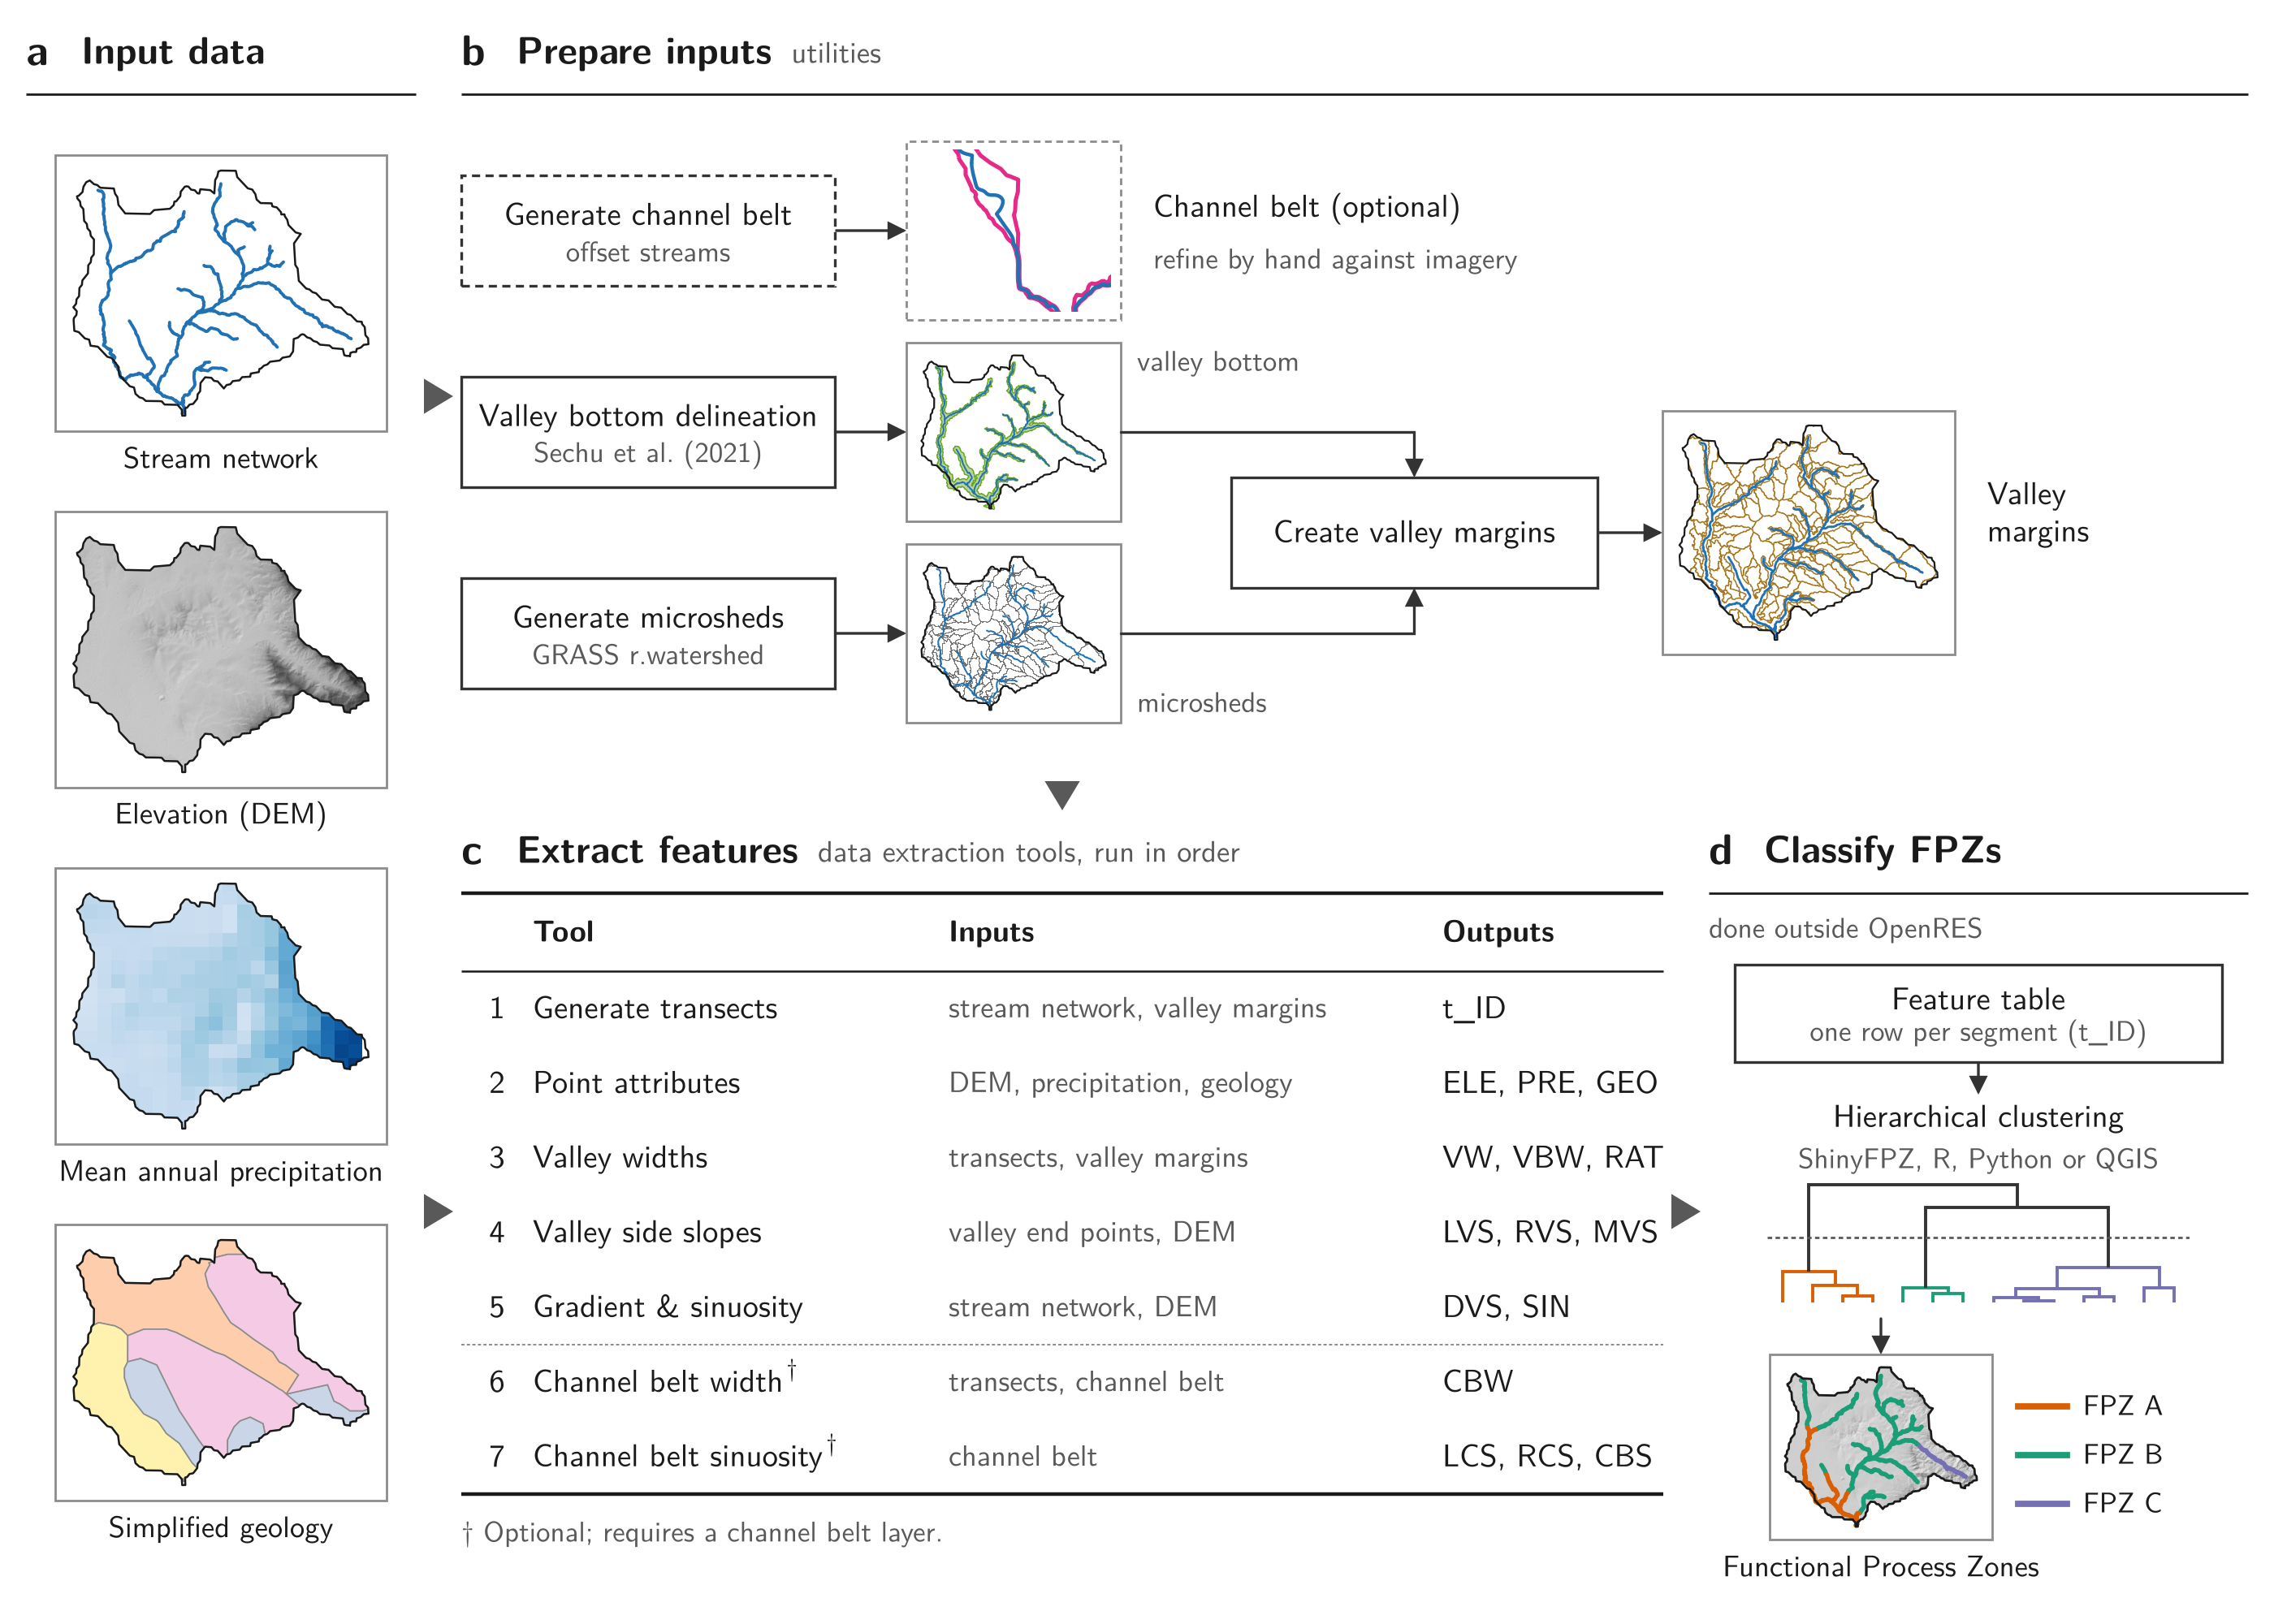 a Input data
Stream network
Elevation (DEM)
Mean annual precipitation
Simplified geology
b Prepare inputs utilities
Generate channel belt
offset streams
Channel belt (optional)
refine by hand against imagery
Valley bottom delineation
Sechu et al. (2021)
valley bottom
Generate microsheds
GRASS r.watershed
microsheds
Create valley margins
Valley
margins
c Extract features data extraction tools, run in order
Tool Inputs Outputs
1 Generate transects stream network, valley margins t_ID
2 Point attributes DEM, precipitation, geology ELE, PRE, GEO
3 Valley widths transects, valley margins VW, VBW, RAT
4 Valley side slopes valley end points, DEM LVS, RVS, MVS
5 Gradient & sinuosity stream network, DEM DVS, SIN
6 Channel belt width† transects, channel belt CBW
7 Channel belt sinuosity† channel belt LCS, RCS, CBS
† Optional; requires a channel belt layer.
d Classify FPZs
done outside OpenRES
Feature table
one row per segment (t_ID)
Hierarchical clustering
ShinyFPZ, R, Python or QGIS
FPZ A
FPZ B
FPZ C
Functional Process Zones